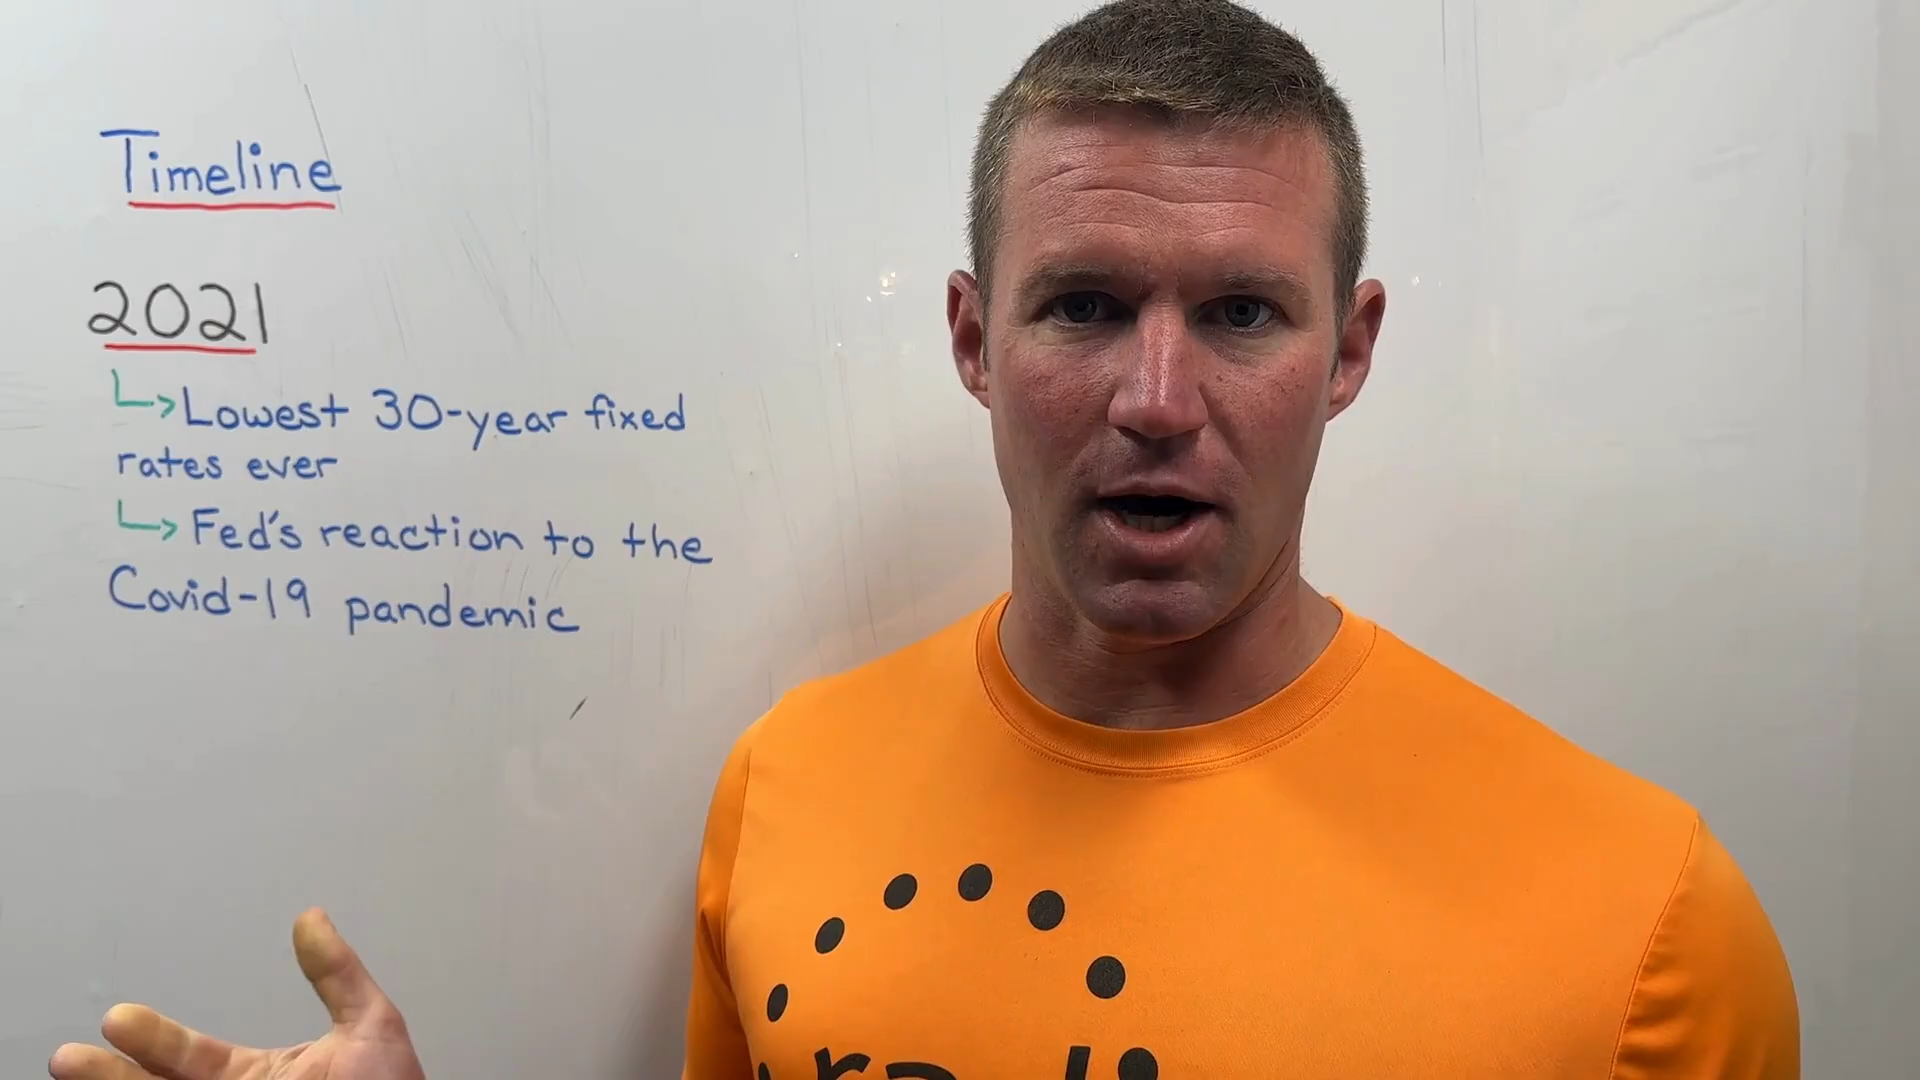 Timeline
2021
↳Lowest 30-year fixed
rates ever
↳Fed's reaction to the
Covid-19 pandemic